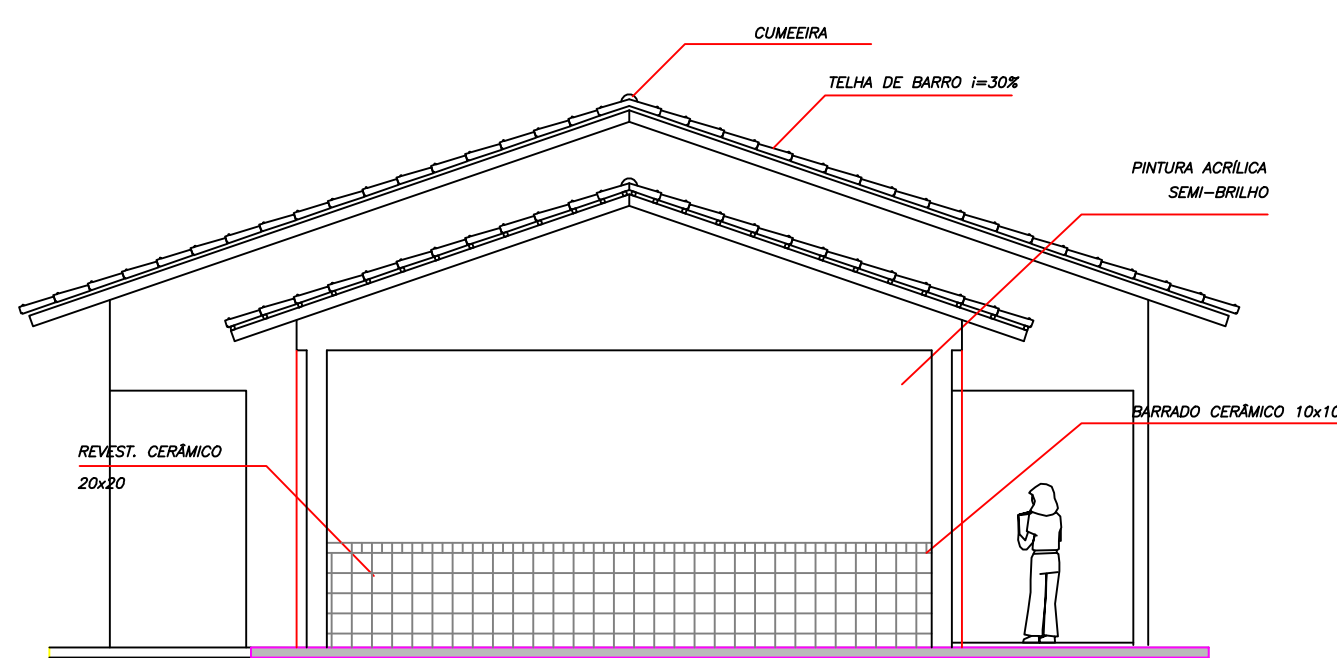 CUMEEIRA
TELHA DE BARRO i=30%
PINTURA ACRÍLICA
SEMI-BRILHO
BARRADO CERÂMICO 10x10
REVEST. CERÂMICO
20x20